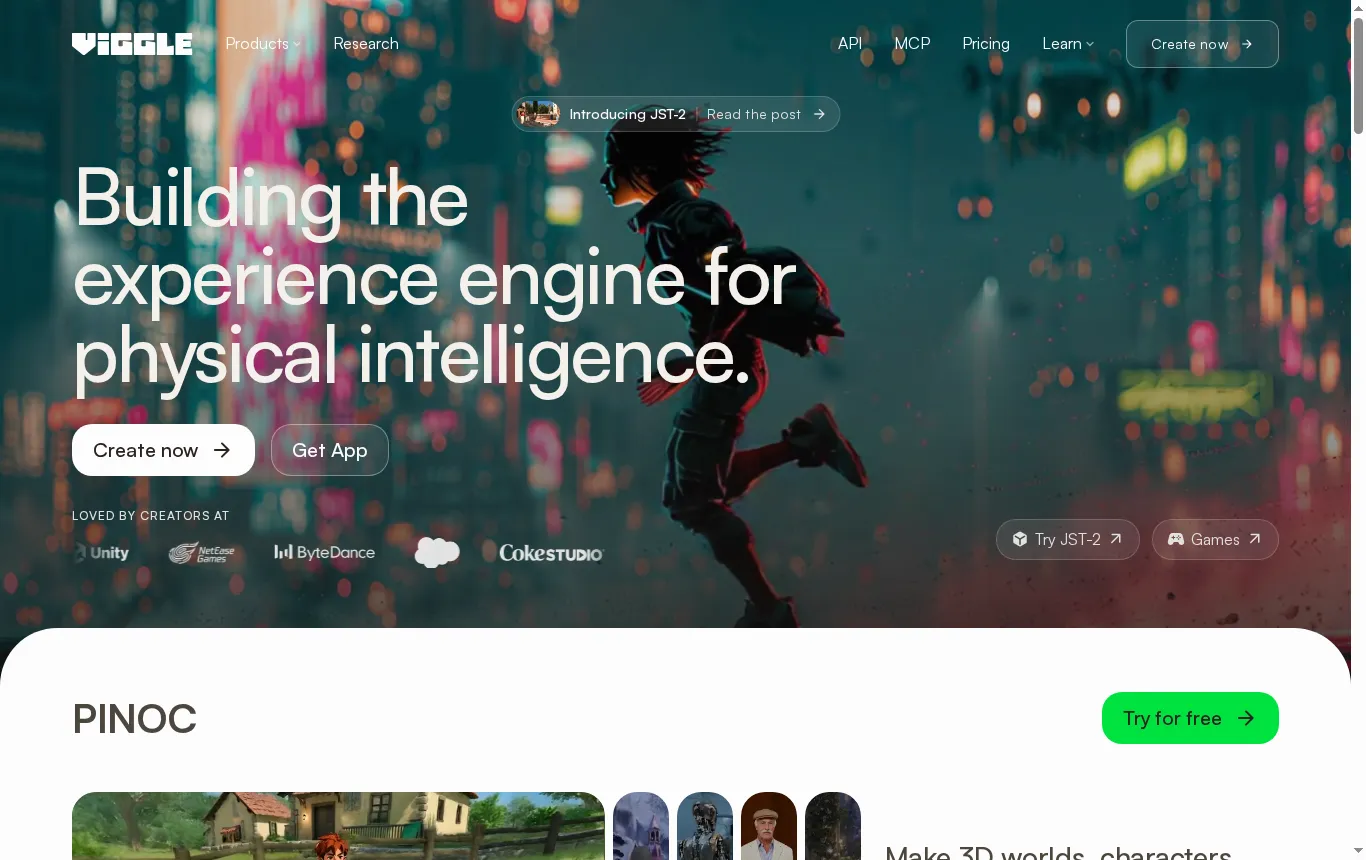 VIGGLE
Products
Research
API
MCP
Pricing
Learn
Create now
Introducing JST-2 | Read the post
Building the
experience engine for
physical intelligence.
Create now
Get App
LOVED BY CREATORS AT
Unity
NetEase Games
ByteDance
Coke STUDIO
Try JST-2
Games
PINOC
Try for free
Make 3D worlds, characters